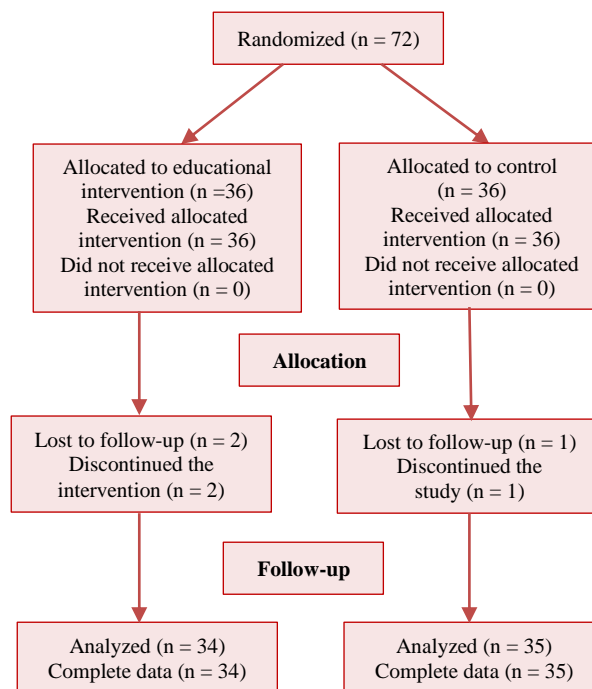 Randomized (n = 72)
Allocated to educational
intervention (n =36)
Received allocated
intervention (n = 36)
Did not receive allocated
intervention (n = 0)
Allocated to control
(n = 36)
Received allocated
intervention (n = 36)
Did not receive allocated
intervention (n = 0)
Allocation
Lost to follow-up (n = 2)
Discontinued the
intervention (n = 2)
Lost to follow-up (n = 1)
Discontinued the
study (n = 1)
Follow-up
Analyzed (n = 34)
Complete data (n = 34)
Analyzed (n = 35)
Complete data (n = 35)